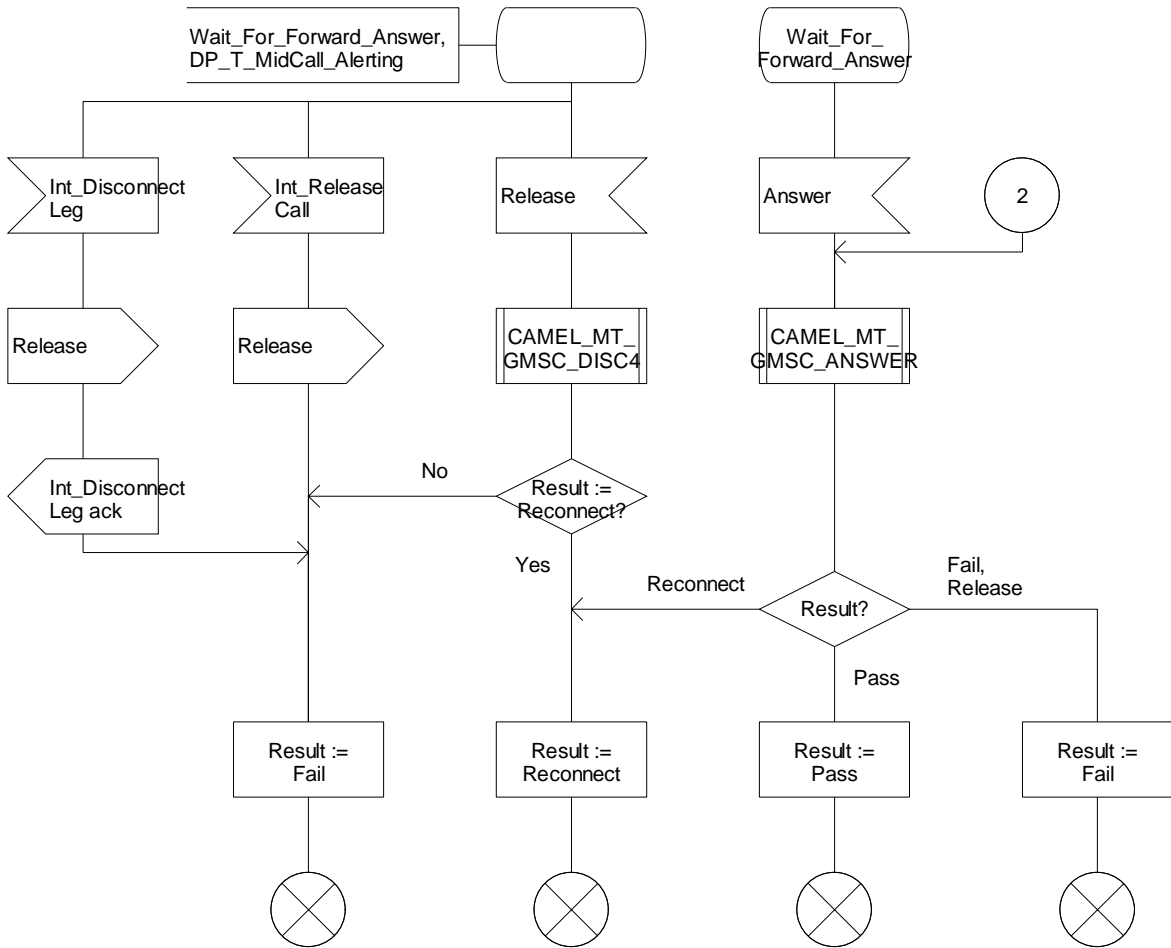 Wait_For_Forward_Answer,
DP_T_MidCall_Alerting
Wait_For_
Forward_Answer
Int_Disconnect
Leg
Int_Release
Call
Release
Answer
2
Release
Release
CAMEL_MT_
GMSC_DISC4
CAMEL_MT_
GMSC_ANSWER
Int_Disconnect
Leg ack
No
Result :=
Reconnect?
Yes
Reconnect
Result?
Fail,
Release
Pass
Result :=
Fail
Result :=
Reconnect
Result :=
Pass
Result :=
Fail